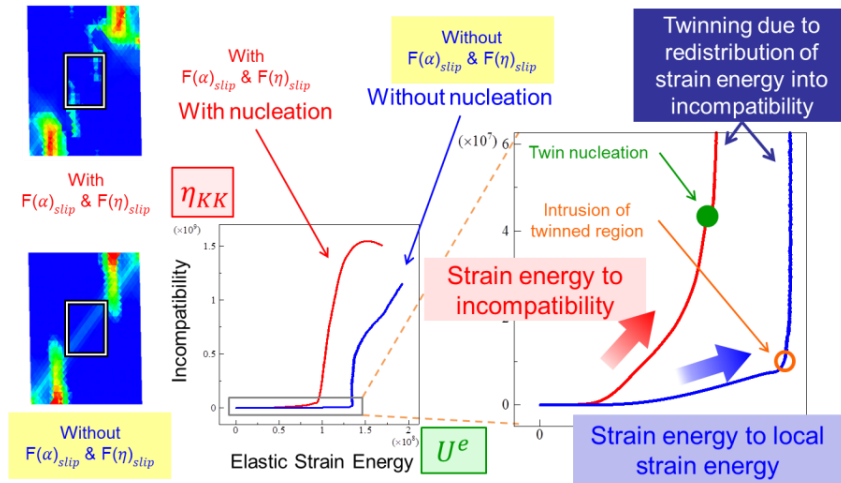 With
F(α)slip & F(η)slip
With nucleation
Without
F(α)slip & F(η)slip
Without nucleation
Twinning due to
redistribution of
strain energy into
incompatibility
With
F(α)slip & F(η)slip
ηKK
(×10⁹)
1.5
1.0
0.5
0
Incompatibility
0
0.5
1
1.5
2
(×10⁸)
Elastic Strain Energy
U^e
Without
F(α)slip & F(η)slip
(×10⁷)
6
4
2
0
0
Twin nucleation
Intrusion of
twinned region
Strain energy to
incompatibility
Strain energy to local
strain energy